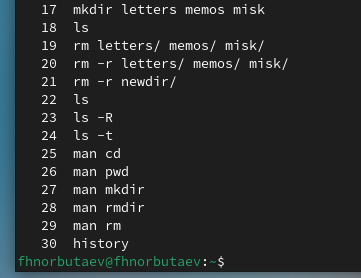 17 mkdir letters memos misk
18 ls
19 rm letters/ memos/ misk/
20 rm -r letters/ memos/ misk/
21 rm -r newdir/
22 ls
23 ls -R
24 ls -t
25 man cd
26 man pwd
27 man mkdir
28 man rmdir
29 man rm
30 history
fhnorbutaev@fhnorbutaev:~$